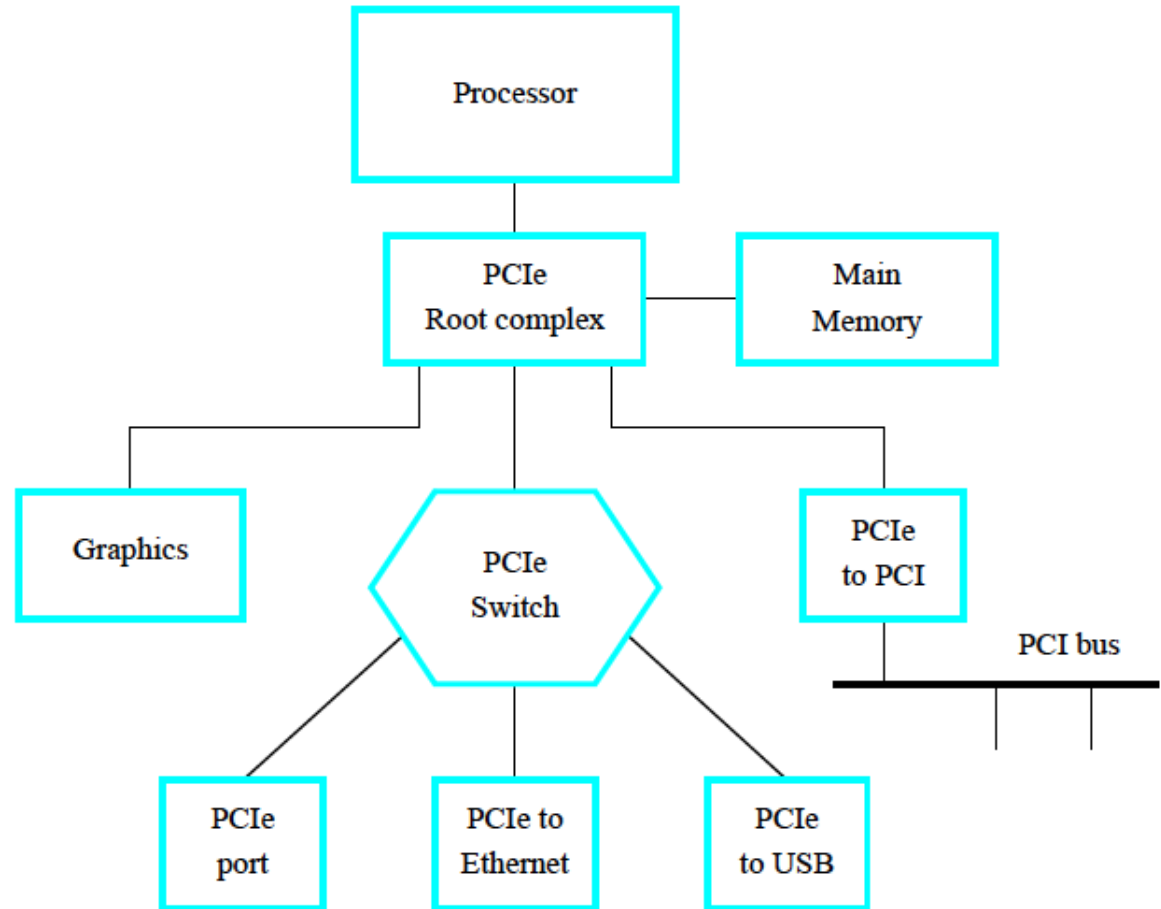 Processor
PCIe
Root complex
Main
Memory
Graphics
PCIe
Switch
PCIe
to PCI
PCI bus
PCIe
port
PCIe to
Ethernet
PCIe
to USB